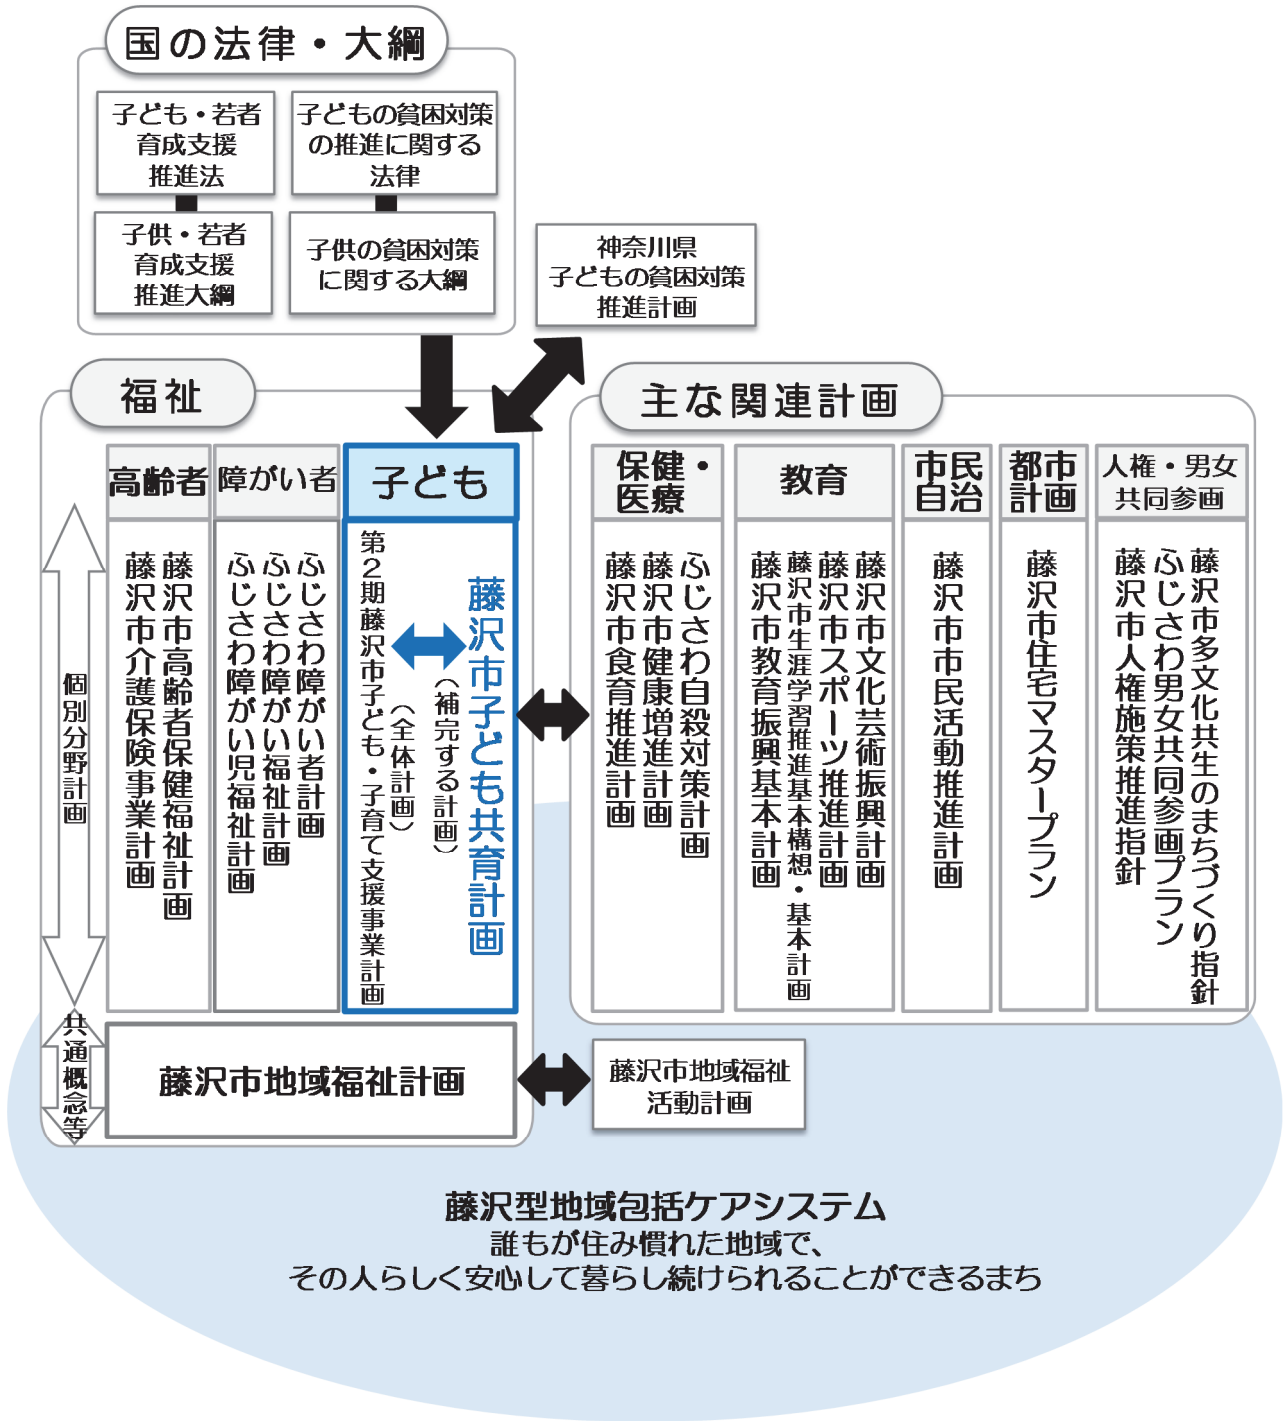 国の法律・大綱
子ども・若者
育成支援
推進法
子どもの貧困対策
の推進に関する
法律
子供・若者
育成支援
推進大綱
子供の貧困対策
に関する大綱
神奈川県
子どもの貧困対策
推進計画
福祉
高齢者
障がい者
子ども
個別分野計画
藤沢市高齢者保健福祉計画
藤沢市介護保険事業計画
ふじさわ障がい者計画
ふじさわ障がい福祉計画
ふじさわ障がい児福祉計画
藤沢市子ども共育計画
（補完する計画）
（全体計画）
第２期藤沢市子ども・子育て支援事業計画
共通概念等
藤沢市地域福祉計画
主な関連計画
保健・
医療
教育
市民
自治
都市
計画
人権・男女
共同参画
ふじさわ自殺対策計画
藤沢市健康増進計画
藤沢市食育推進計画
藤沢市文化芸術振興計画
藤沢市スポーツ推進計画
藤沢市生涯学習推進基本構想・基本計画
藤沢市教育振興基本計画
藤沢市市民活動推進計画
藤沢市住宅マスタープラン
藤沢市多文化共生のまちづくり指針
ふじさわ男女共同参画プラン
藤沢市人権施策推進指針
藤沢市地域福祉
活動計画
藤沢型地域包括ケアシステム
誰もが住み慣れた地域で、
その人らしく安心して暮らし続けられることができるまち